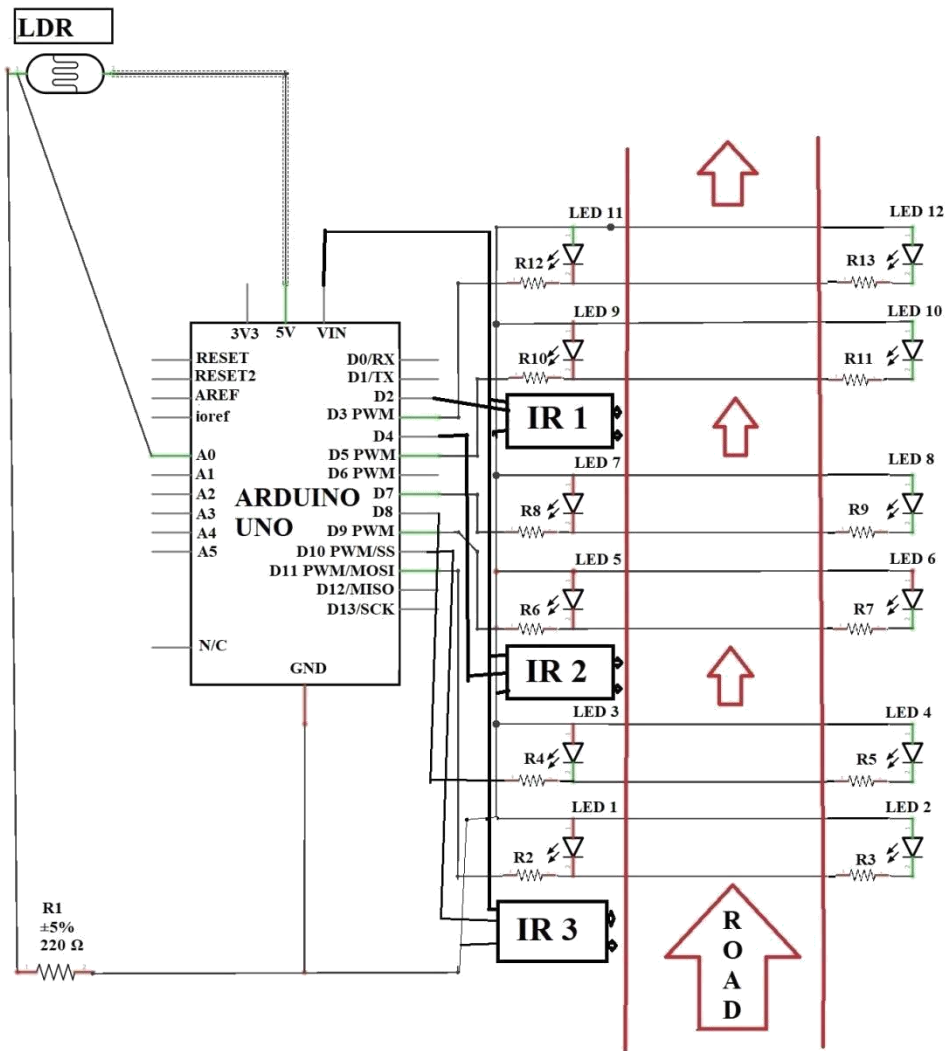 LDR
LED 11
LED 12
R12
R13
LED 9
LED 10
R10
R11
3V3
5V
VIN
RESET
RESET2
AREF
ioref
A0
A1
A2
A3
A4
A5
N/C
ARDUINO
UNO
D0/RX
D1/TX
D2
D3 PWM
D4
D5 PWM
D6 PWM
D7
D8
D9 PWM
D10 PWM/SS
D11 PWM/MOSI
D12/MISO
D13/SCK
GND
IR 1
LED 7
LED 8
R8
R9
LED 5
LED 6
R6
R7
IR 2
LED 3
LED 4
R4
R5
LED 1
LED 2
R2
R3
IR 3
R1
±5%
220 Ω
R
O
A
D